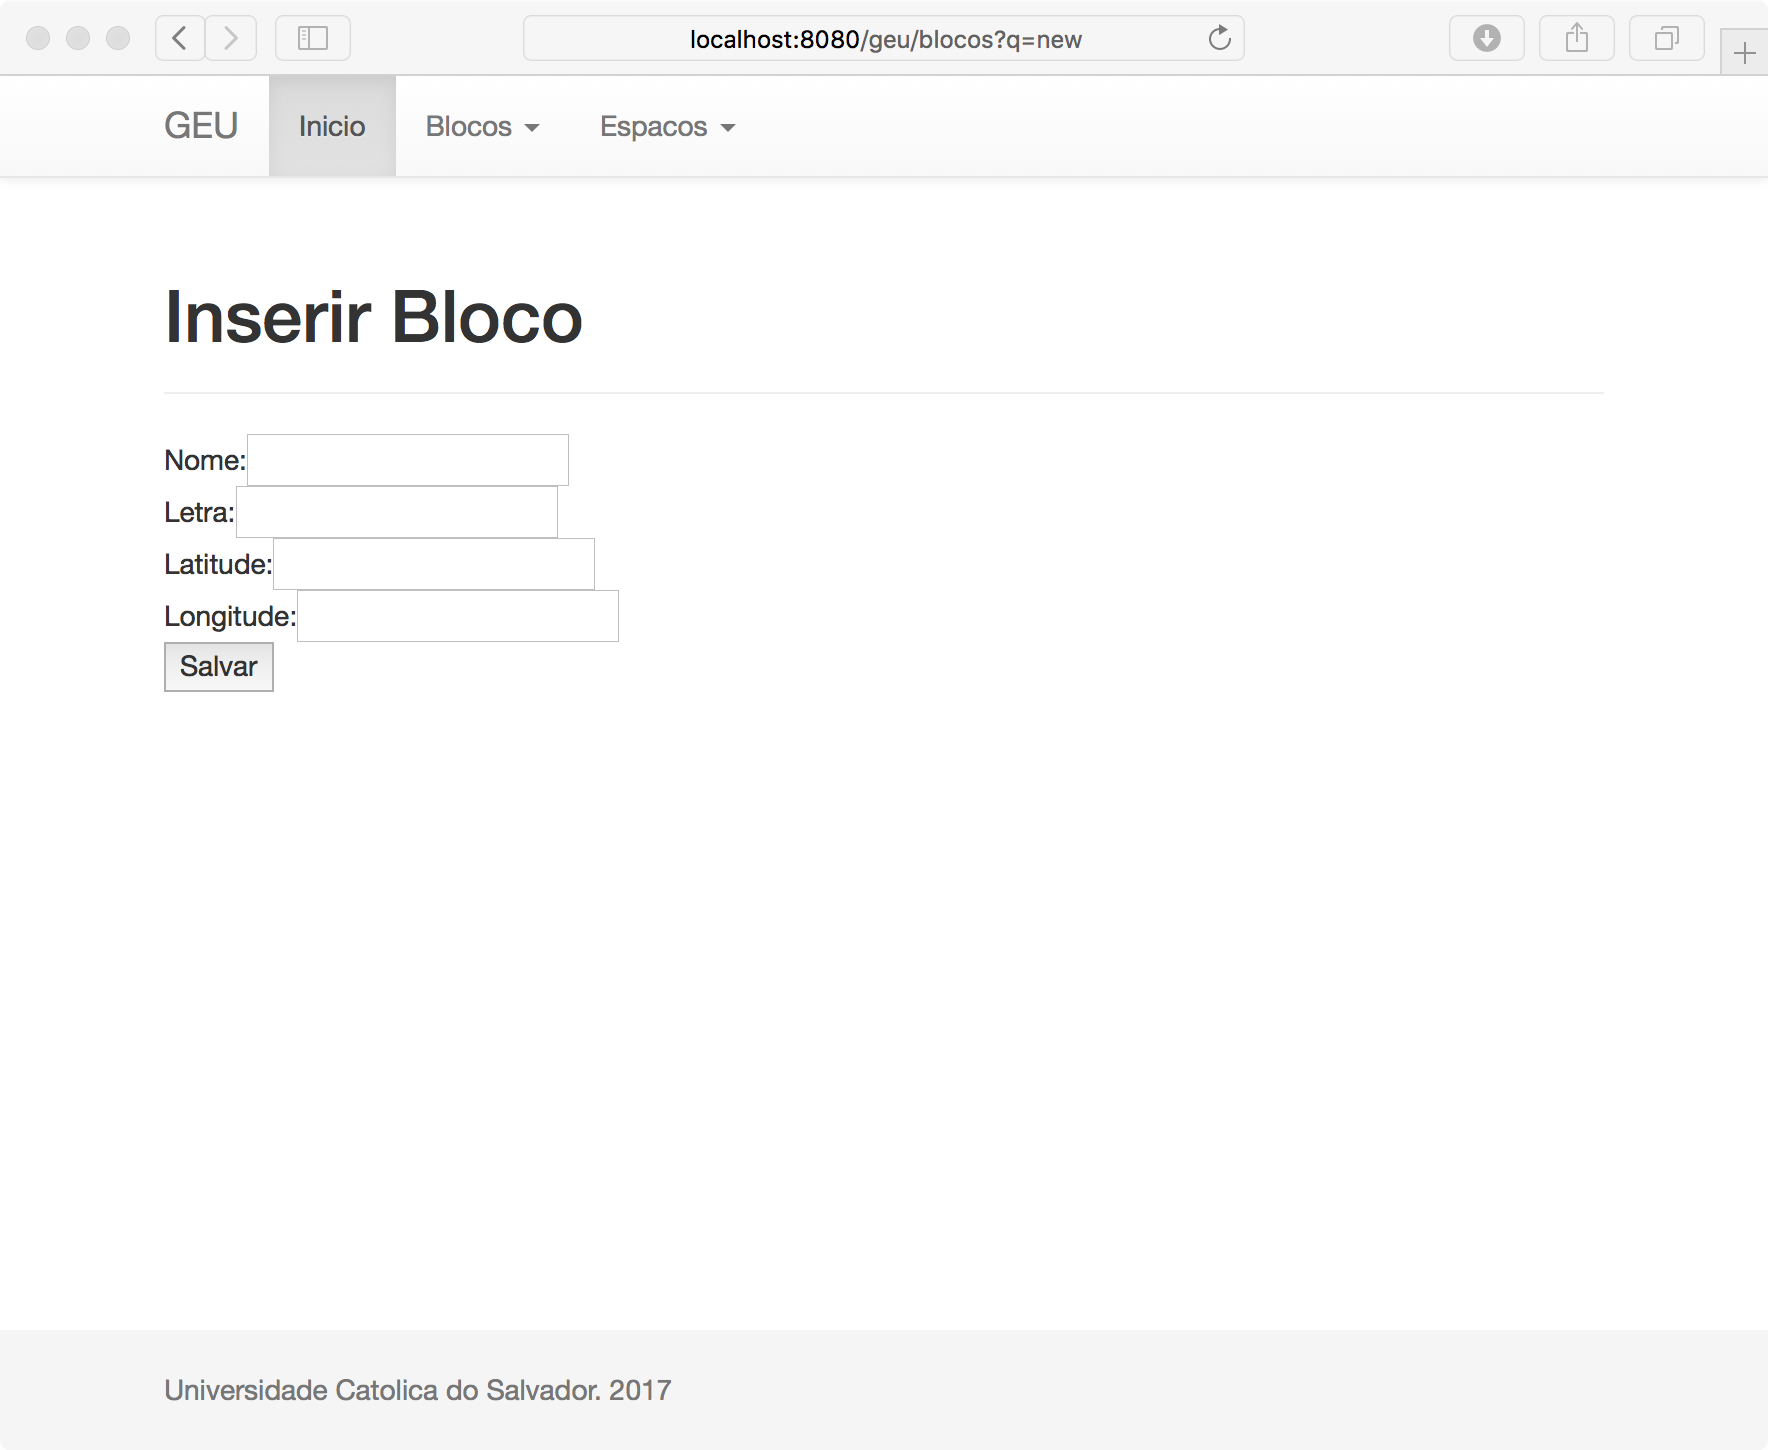 localhost:8080/geu/blocos?q=new
GEU Inicio Blocos Espacos
Inserir Bloco
Nome:
Letra:
Latitude:
Longitude:
Salvar
Universidade Catolica do Salvador. 2017